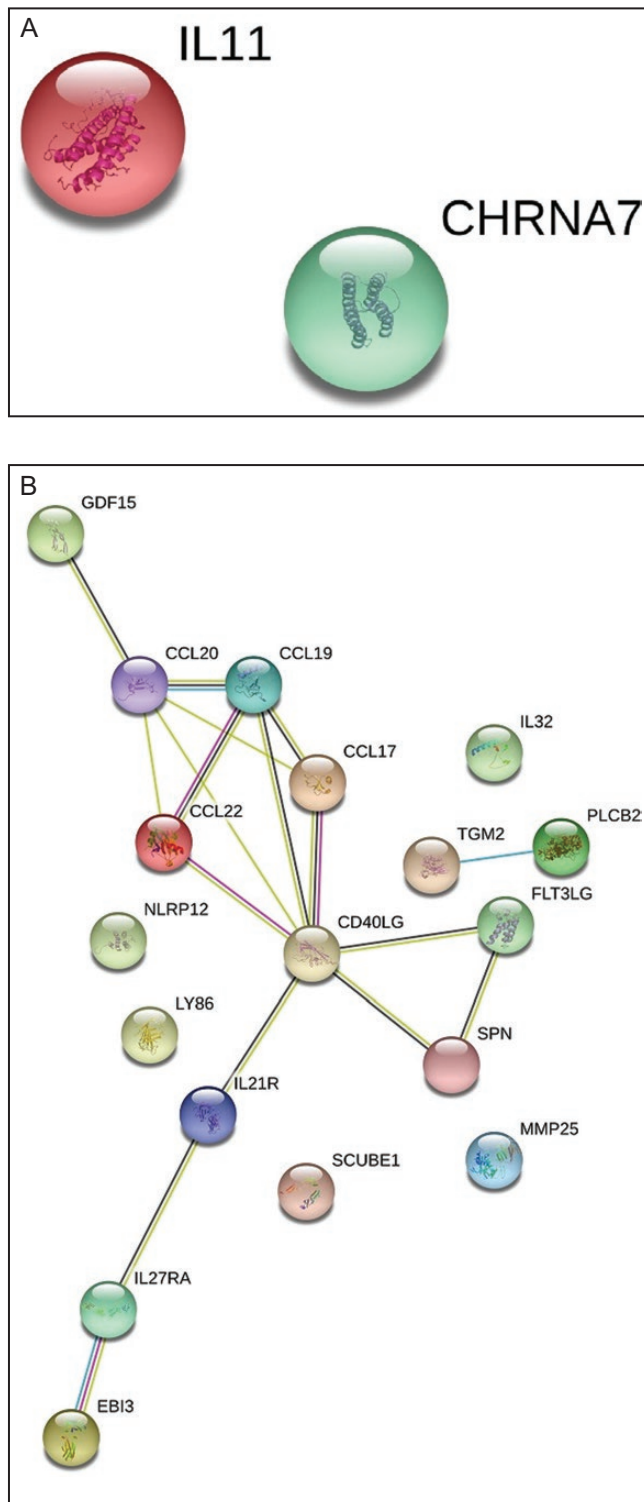 A
IL11
CHRNA7
B
GDF15
CCL20
CCL19
CCL17
IL32
CCL22
TGM2
PLCB2
NLRP12
CD40LG
FLT3LG
LY86
SPN
IL21R
MMP25
SCUBE1
IL27RA
EBI3